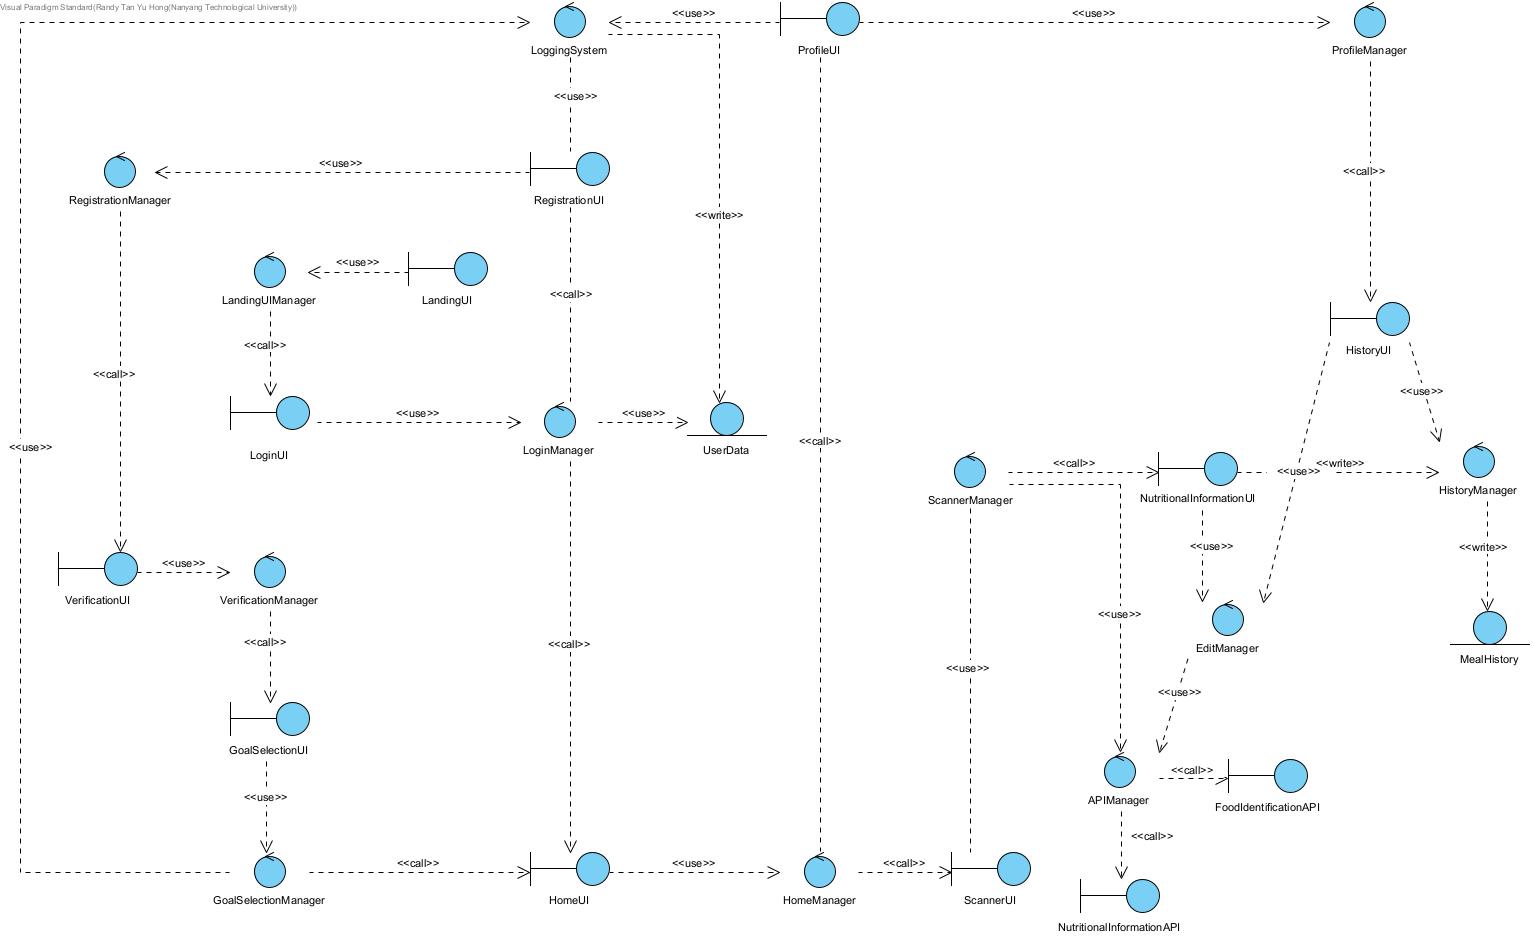 Visual Paradigm Standard(Randy Tan Yu Hong(Nanyang Technological University))
<<use>>
<<use>>
LoggingSystem
ProfileUI
ProfileManager
<<use>>
<<use>>
<<call>>
RegistrationManager
RegistrationUI
<<write>>
<<use>>
LandingUIManager
LandingUI
<<call>>
<<call>>
HistoryUI
<<call>>
<<use>>
<<use>>
<<use>>
<<call>>
LoginUI
LoginManager
UserData
<<use>>
<<call>>
<<call>>
<<use>>
<<write>>
ScannerManager
NutritionalInformationUI
HistoryManager
<<use>>
<<write>>
<<use>>
VerificationUI
VerificationManager
<<use>>
<<call>>
<<call>>
EditManager
MealHistory
<<use>>
<<use>>
GoalSelectionUI
<<call>>
<<use>>
APIManager
FoodIdentificationAPI
<<call>>
<<call>>
<<use>>
<<call>>
GoalSelectionManager
HomeUI
HomeManager
ScannerUI
NutritionalInformationAPI